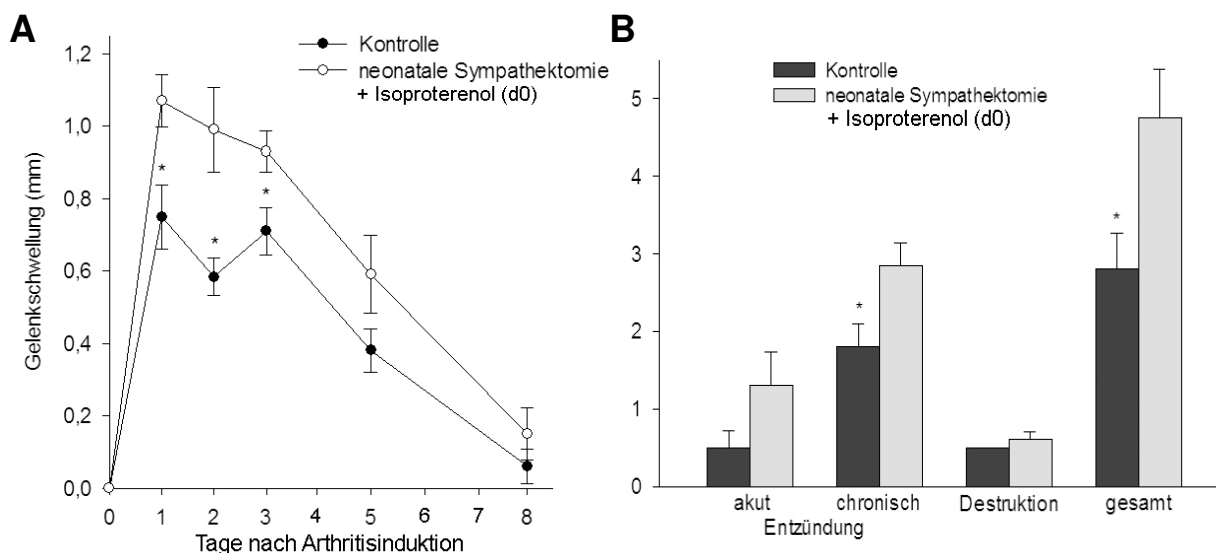 A
Kontrolle
neonatale Sympathektomie
+ Isoproterenol (d0)
Gelenkschwellung (mm)
1,2
1,0
0,8
0,6
0,4
0,2
0,0
*
*
*
0 1 2 3 4 5 6 7 8
Tage nach Arthritisinduktion
B
Kontrolle
neonatale Sympathektomie
+ Isoproterenol (d0)
5
4
3
2
1
0
*
*
akut chronisch Destruktion gesamt
Entzündung